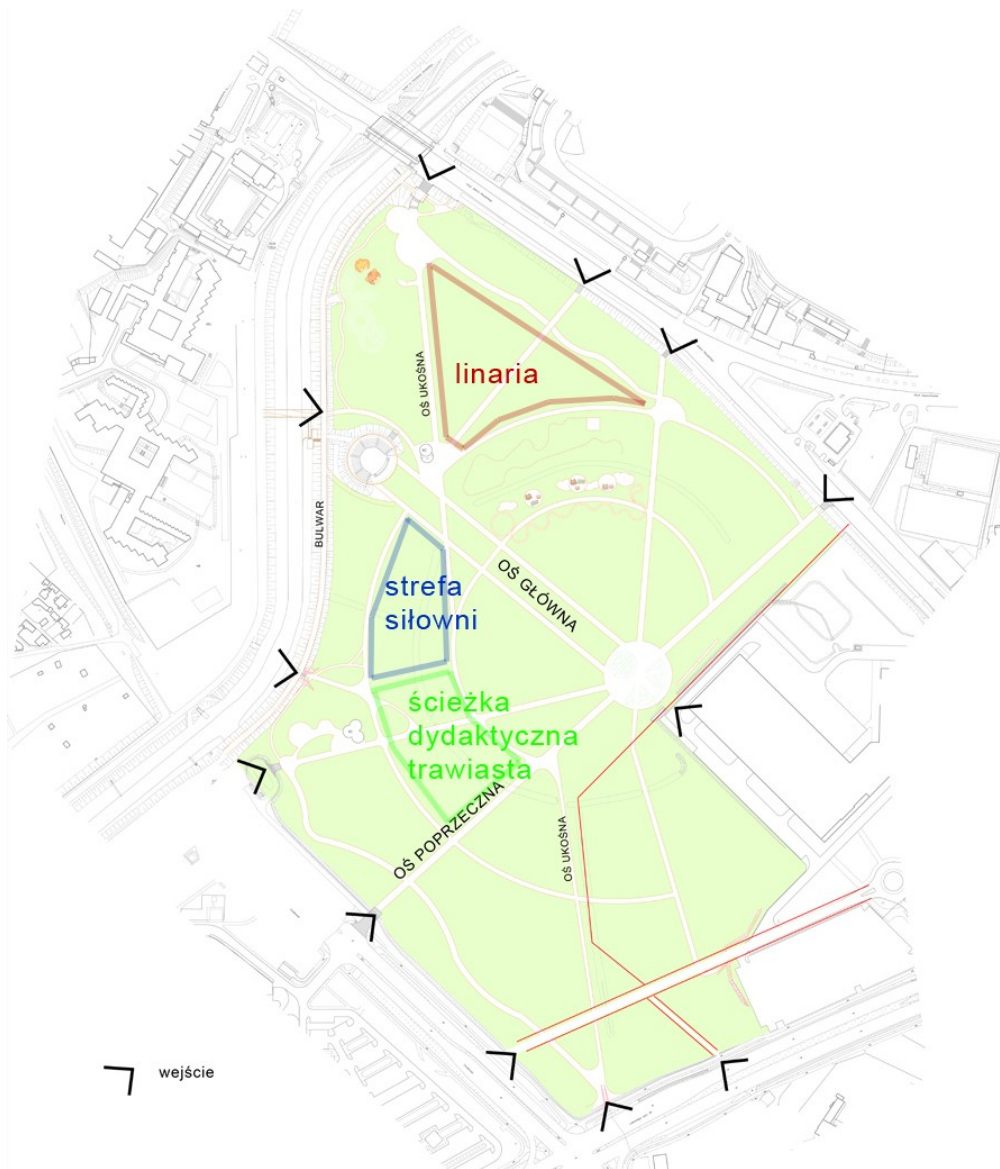 linaria
OŚ UKOŚNA
BULWAR
OŚ GŁÓWNA
strefa
siłowni
ścieżka
dydaktyczna
trawiasta
OŚ POPRZECZNA
OŚ UKOŚNA
wejście